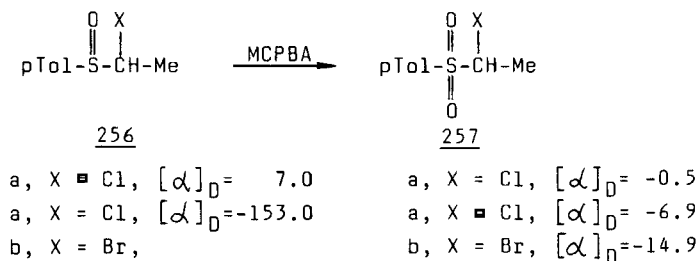 O X
pTol-S-CH-Me
MCPBA
O X
pTol-S-CH-Me
O
256
257
a, X = Cl, [α]D= 7.0
a, X = Cl, [α]D=-153.0
b, X = Br,
a, X = Cl, [α]D= -0.5
a, X = Cl, [α]D= -6.9
b, X = Br, [α]D=-14.9